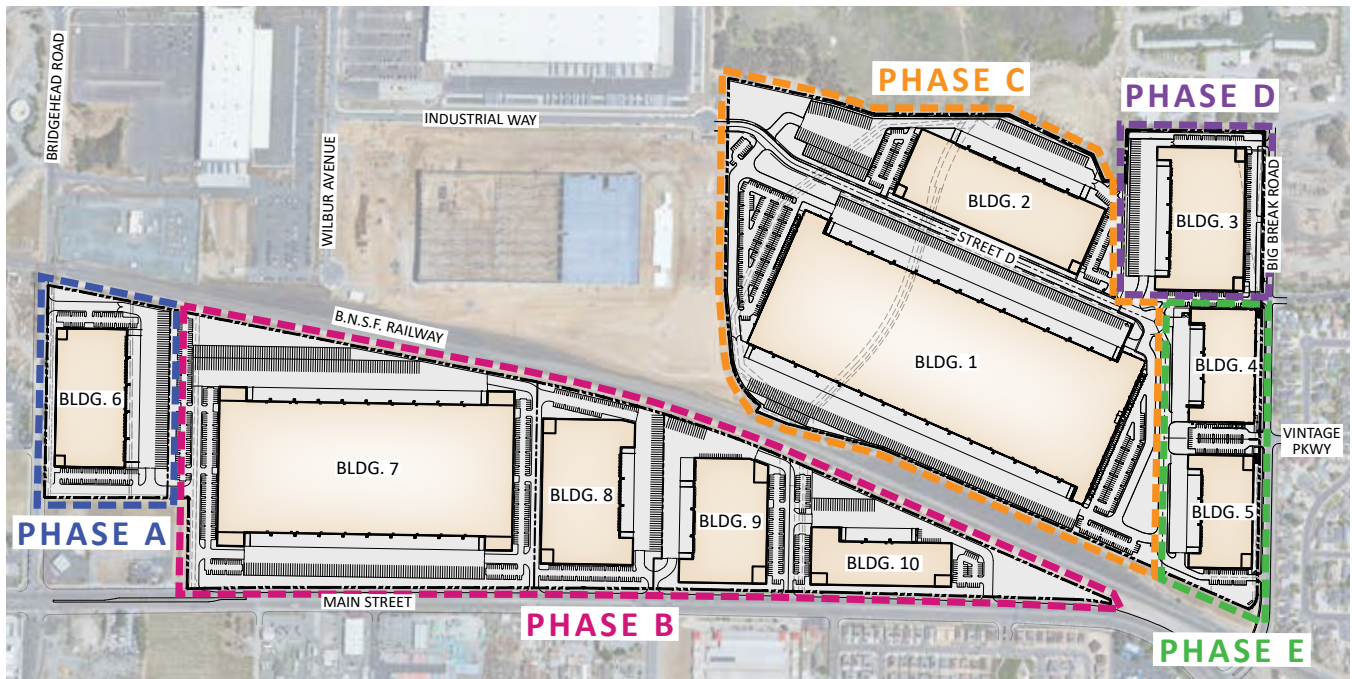 BRIDGEHEAD ROAD
PHASE C
PHASE D
INDUSTRIAL WAY
WILBUR AVENUE
BLDG. 2
BLDG. 3
BIG BREAK ROAD
STREET D
B.N.S.F. RAILWAY
BLDG. 1
BLDG. 4
BLDG. 6
VINTAGE
PKWY
BLDG. 7
BLDG. 8
BLDG. 9
BLDG. 5
PHASE A
BLDG. 10
MAIN STREET
PHASE B
PHASE E